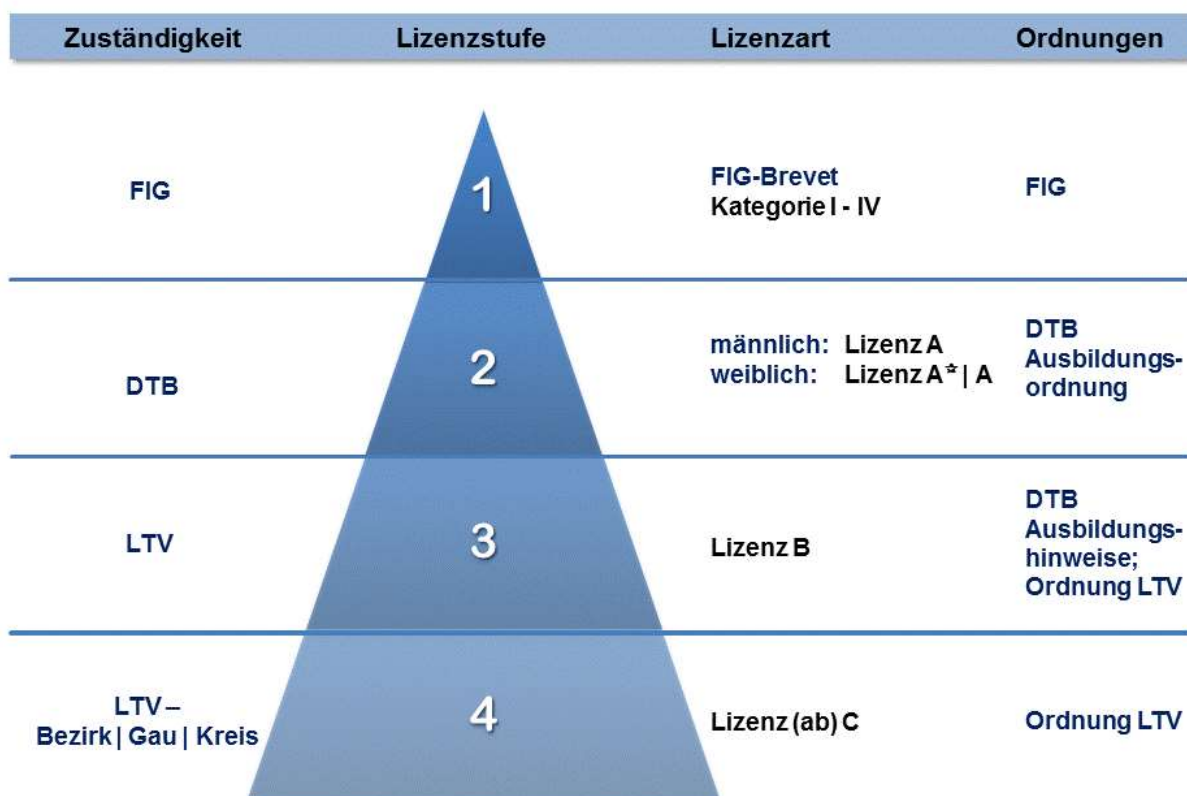 Zuständigkeit Lizenzstufe Lizenzart Ordnungen
FIG
1
FIG-Brevet
Kategorie I - IV
FIG
DTB
2
männlich: Lizenz A
weiblich: Lizenz A* | A
DTB
Ausbildungs-
ordnung
LTV
3
Lizenz B
DTB
Ausbildungs-
hinweise;
Ordnung LTV
LTV –
Bezirk | Gau | Kreis
4
Lizenz (ab) C
Ordnung LTV